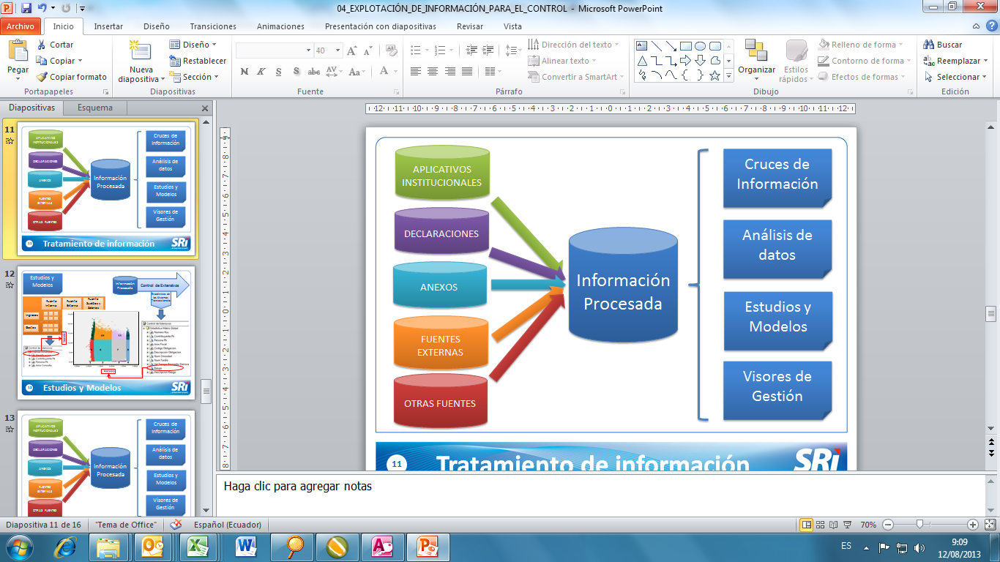 04_EXPLOTACIÓN_DE_INFORMACIÓN_PARA_EL_CONTROL - Microsoft PowerPoint
Archivo Inicio Insertar Diseño Transiciones Animaciones Presentación con diapositivas Revisar Vista
Pegar
Cortar
Copiar
Copiar formato
Portapapeles
Nueva
diapositiva
Diseño
Restablecer
Sección
Diapositivas
40
N K S S abc AV Aa A
Fuente
Párrafo
Dirección del texto
Alinear texto
Convertir a SmartArt
Organizar
Estilos
rápidos
Relleno de forma
Contorno de forma
Efectos de formas
Dibujo
Buscar
Reemplazar
Seleccionar
Edición
Diapositivas Esquema
11
APLICATIVOS
INSTITUCIONALES
DECLARACIONES
ANEXOS
FUENTES
EXTERNAS
OTRAS FUENTES
Información
Procesada
Cruces de
Información
Análisis de
datos
Estudios y
Modelos
Visores de
Gestión
11 Tratamiento de información SRi
12
Estudios y
Modelos
Información
Procesada
Control de Extensivos
Ingresos
Estudios y Modelos SRi
13
APLICATIVOS
INSTITUCIONALES
DECLARACIONES
ANEXOS
FUENTES
EXTERNAS
OTRAS FUENTES
Información
Procesada
Cruces de
Información
Análisis de
datos
Estudios y
Modelos
Visores de
Gestión
12 11 10 9 8 7 6 5 4 3 2 1 0 1 2 3 4 5 6 7 8 9 10 11 12
APLICATIVOS
INSTITUCIONALES
DECLARACIONES
ANEXOS
FUENTES
EXTERNAS
OTRAS FUENTES
Información
Procesada
Cruces de
Información
Análisis de
datos
Estudios y
Modelos
Visores de
Gestión
11 Tratamiento de información SRi
Haga clic para agregar notas
Diapositiva 11 de 16 "Tema de Office" Español (Ecuador) 70%
ES 9:09
12/08/2013